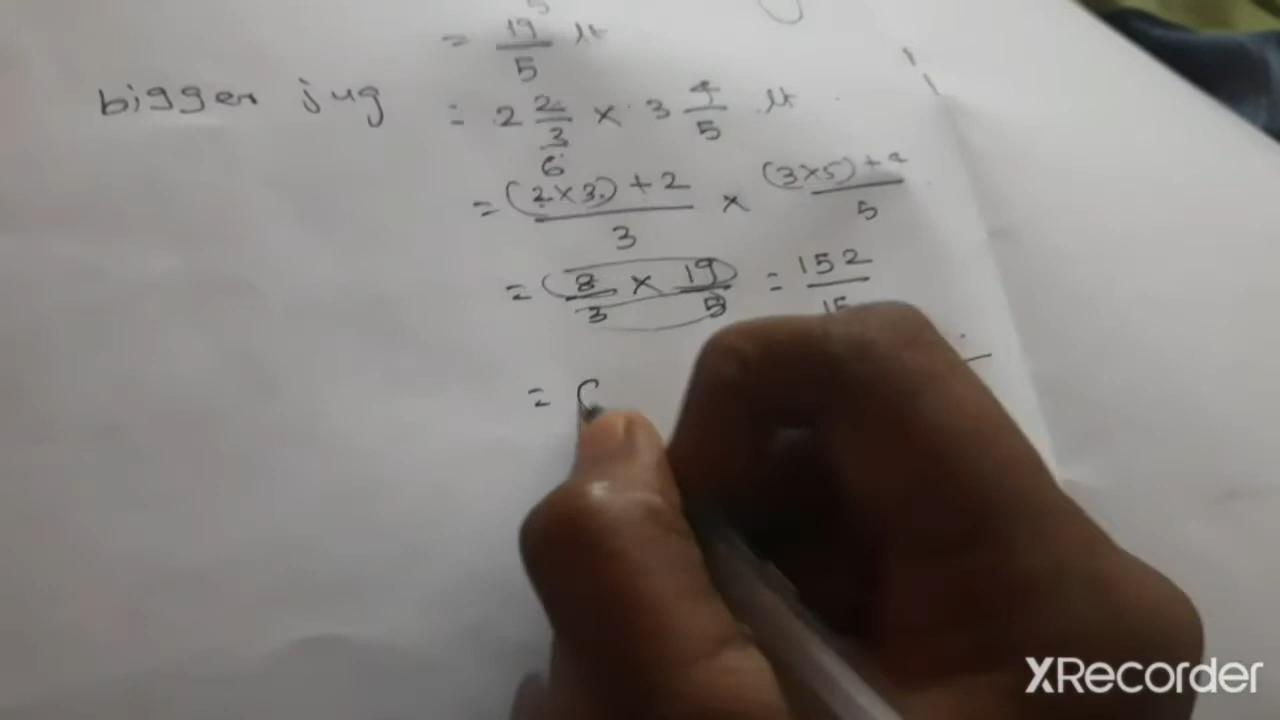 = 19/5 lt
bigger jug = 2 2/3 × 3 4/5 lt
6
= (2×3)+2/3 × (3×5)+4/5
= 8/3 × 19/5 = 152/15
=
XRecorder